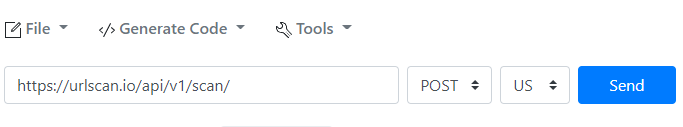 File Generate Code Tools
https://urlscan.io/api/v1/scan/ POST US Send